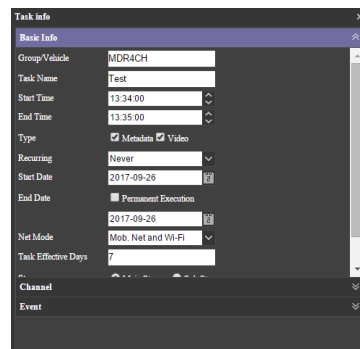 Task info
Basic Info
Group/Vehicle MDR4CH
Task Name Test
Start Time 13:34:00
End Time 13:35:00
Type Metadata Video
Recurring Never
Start Date 2017-09-26
End Date Permanent Execution
2017-09-26
Net Mode Mob. Net and Wi-Fi
Task Effective Days 7
Channel
Event